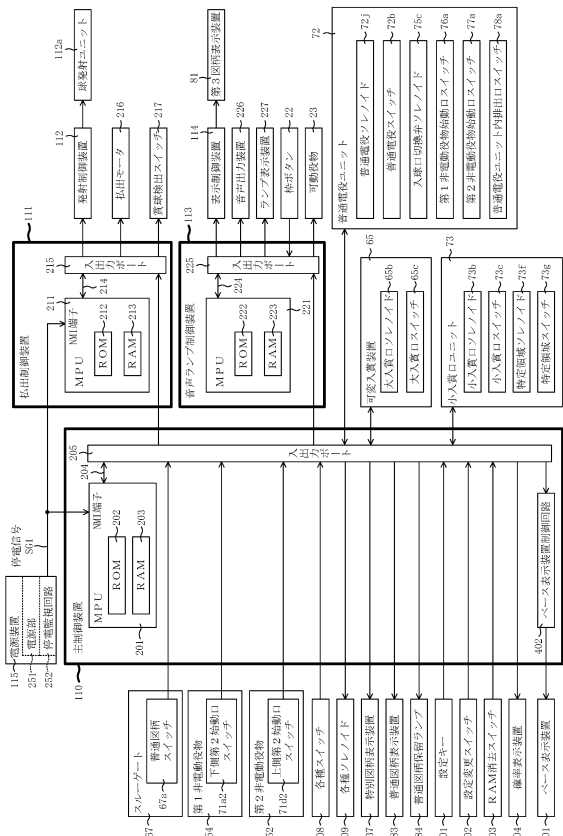 115
電源装置
251
電源部
252
停電監視回路
停電信号
SG1
110
主制御装置
MPU
NMI端子
ROM
202
RAM
203
201
204
205
入出力ポート
402
ベース表示装置制御回路
スルーゲート
普通図柄
スイッチ
67a
67
第1非電動役物
下側第2始動口
スイッチ
71a2
64
第2非電動役物
上側第2始動口
スイッチ
71d2
52
各種スイッチ
08
各種ソレノイド
09
特別図柄表示装置
37
普通図柄表示装置
83
普通図柄保留ランプ
84
設定キー
01
設定変更スイッチ
02
RAM消去スイッチ
03
確率表示装置
04
ベース表示装置
01
払出制御装置
111
211
NMI端子
MPU
ROM
212
RAM
213
214
215
入出力ポート
発射制御装置
112
球発射ユニット
112a
払出モータ
216
賞球検出スイッチ
217
音声ランプ制御装置
113
MPU
ROM
222
RAM
223
221
224
225
入出力ポート
表示制御装置
114
第3図柄表示装置
81
音声出力装置
226
ランプ表示装置
227
枠ボタン
22
可動役物
23
可変入賞装置
65
大入賞口ソレノイド
65b
大入賞口スイッチ
65c
小入賞口ユニット
73
小入賞口ソレノイド
73b
小入賞口スイッチ
73c
特定領域ソレノイド
73f
特定領域スイッチ
73g
普通電役ユニット
72
普通電役ソレノイド
72j
普通電役スイッチ
72b
入球口切換弁ソレノイド
75c
第1非電動役物始動口スイッチ
76a
第2非電動役物始動口スイッチ
77a
普通電役ユニット内排出口スイッチ
78a